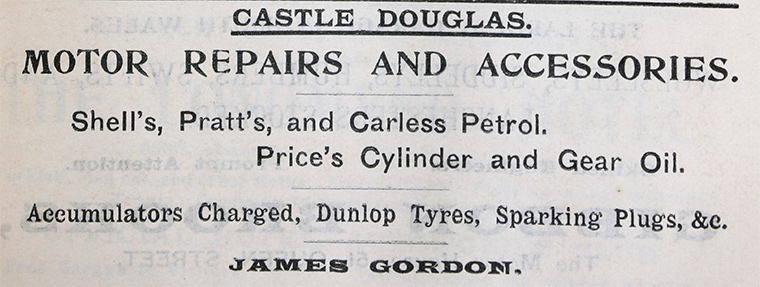 CASTLE DOUGLAS.
MOTOR REPAIRS AND ACCESSORIES.
Shell's, Pratt's, and Carless Petrol.
Price's Cylinder and Gear Oil.
Accumulators Charged, Dunlop Tyres, Sparking Plugs, &c.
JAMES GORDON.